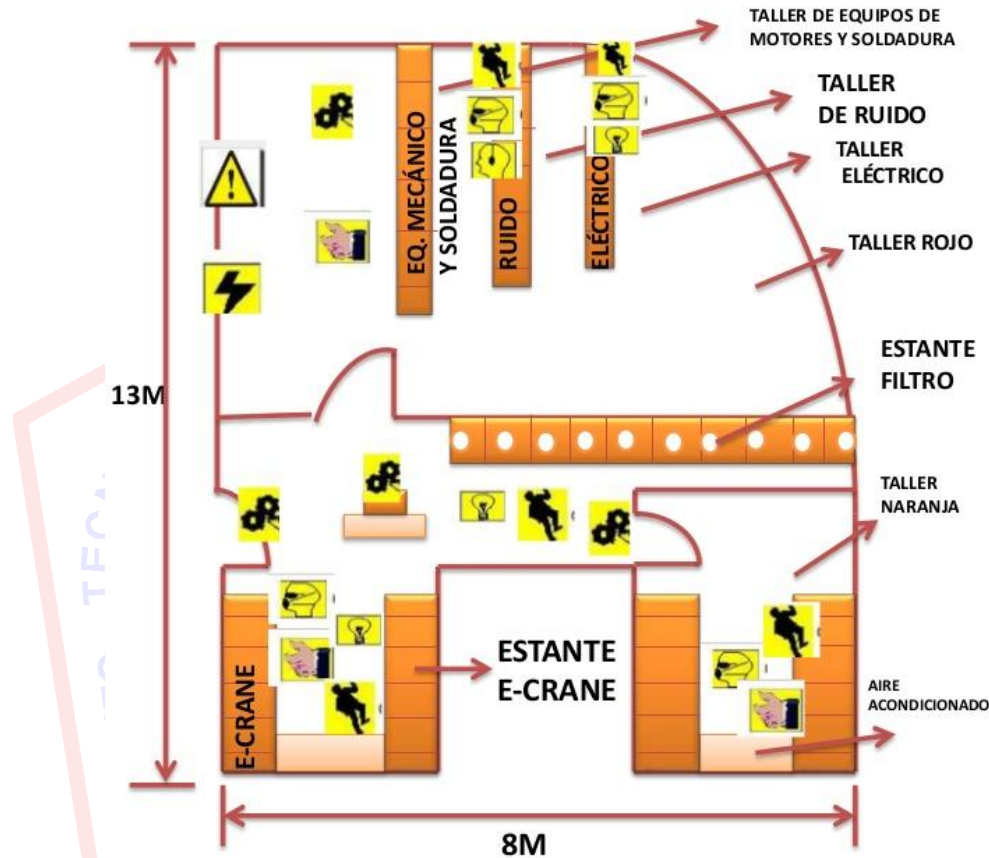 TALLER DE EQUIPOS DE
MOTORES Y SOLDADURA
TALLER
DE RUIDO
TALLER
ELÉCTRICO
TALLER ROJO
ESTANTE
FILTRO
TALLER
NARANJA
AIRE
ACONDICIONADO
EQ. MECÁNICO
Y SOLDADURA
RUIDO
ELÉCTRICO
13M
E-CRANE
ESTANTE
E-CRANE
8M